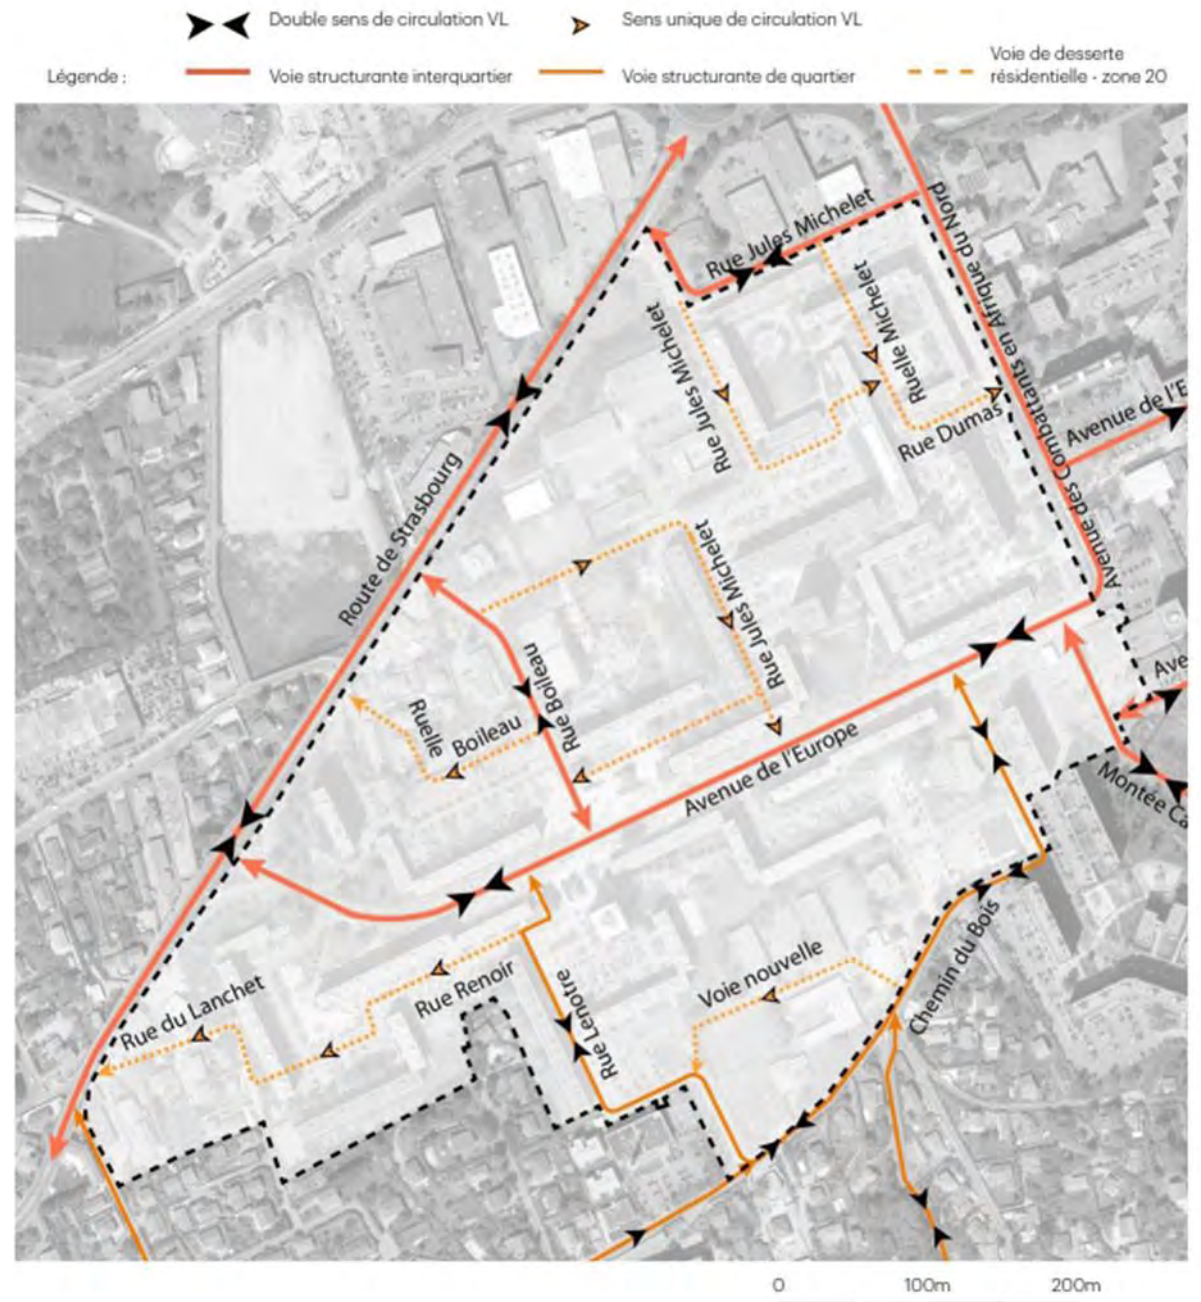 Double sens de circulation VL
Sens unique de circulation VL
Légende :
Voie structurante interquartier
Voie structurante de quartier
Voie de desserte
résidentielle - zone 20
Rue Jules Michelet
Avenue des Combattants en Afrique du Nord
Rue Jules Michelet
Ruelle Michelet
Avenue de l'E
Rue Dumas
Route de Strasbourg
Rue Jules Michelet
Rue Boileau
Ruelle
Boileau
Ave
Avenue de l'Europe
Montée Ca
Chemin du Bois
Voie nouvelle
Rue Renoir
Rue du Lanchet
Rue Lenotre
0
100m
200m